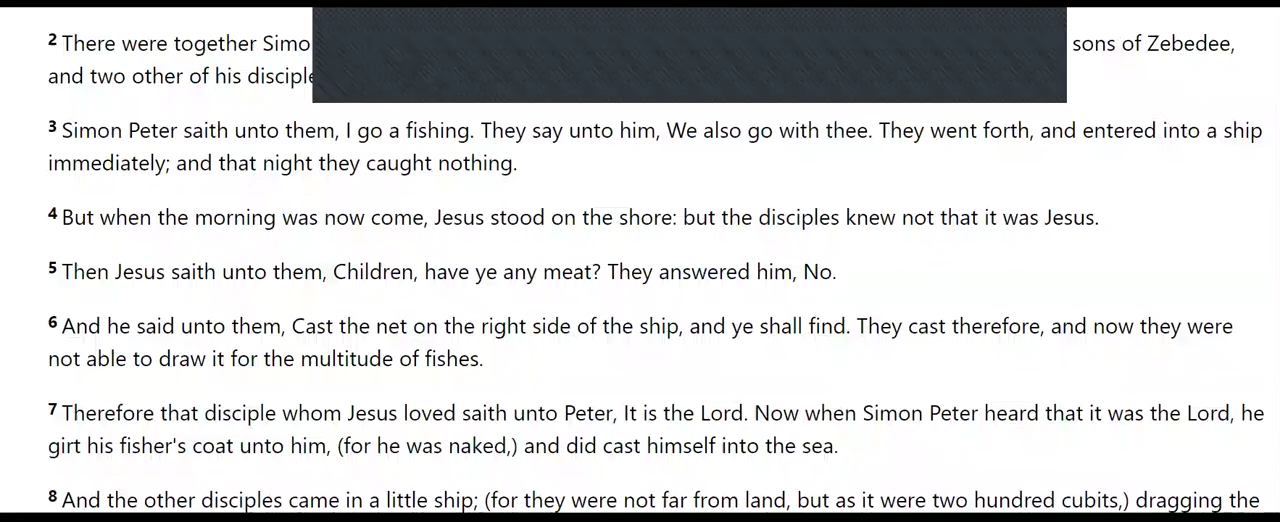 2 There were together Simo sons of Zebedee,
and two other of his disciple
3 Simon Peter saith unto them, I go a fishing. They say unto him, We also go with thee. They went forth, and entered into a ship
immediately; and that night they caught nothing.
4 But when the morning was now come, Jesus stood on the shore: but the disciples knew not that it was Jesus.
5 Then Jesus saith unto them, Children, have ye any meat? They answered him, No.
6 And he said unto them, Cast the net on the right side of the ship, and ye shall find. They cast therefore, and now they were
not able to draw it for the multitude of fishes.
7 Therefore that disciple whom Jesus loved saith unto Peter, It is the Lord. Now when Simon Peter heard that it was the Lord, he
girt his fisher's coat unto him, (for he was naked,) and did cast himself into the sea.
8 And the other disciples came in a little ship; (for they were not far from land, but as it were two hundred cubits,) dragging the